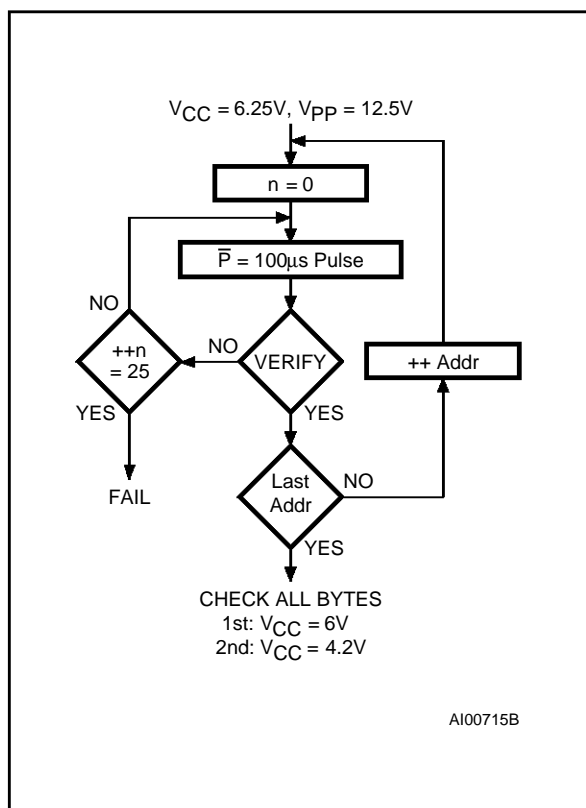 VCC = 6.25V, VPP = 12.5V
n = 0
P̅ = 100µs Pulse
NO
++n
= 25
NO
VERIFY
++ Addr
YES
YES
FAIL
Last
Addr
NO
YES
CHECK ALL BYTES
1st: VCC = 6V
2nd: VCC = 4.2V
AI00715B